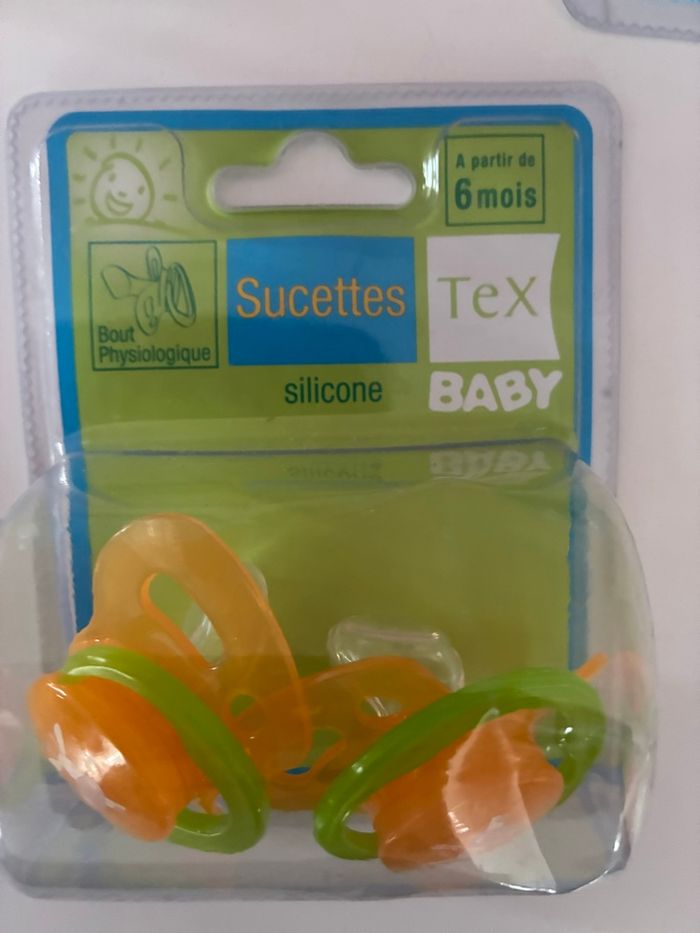 A partir de
6 mois
Bout
Physiologique
Sucettes
TeX
BABY
silicone